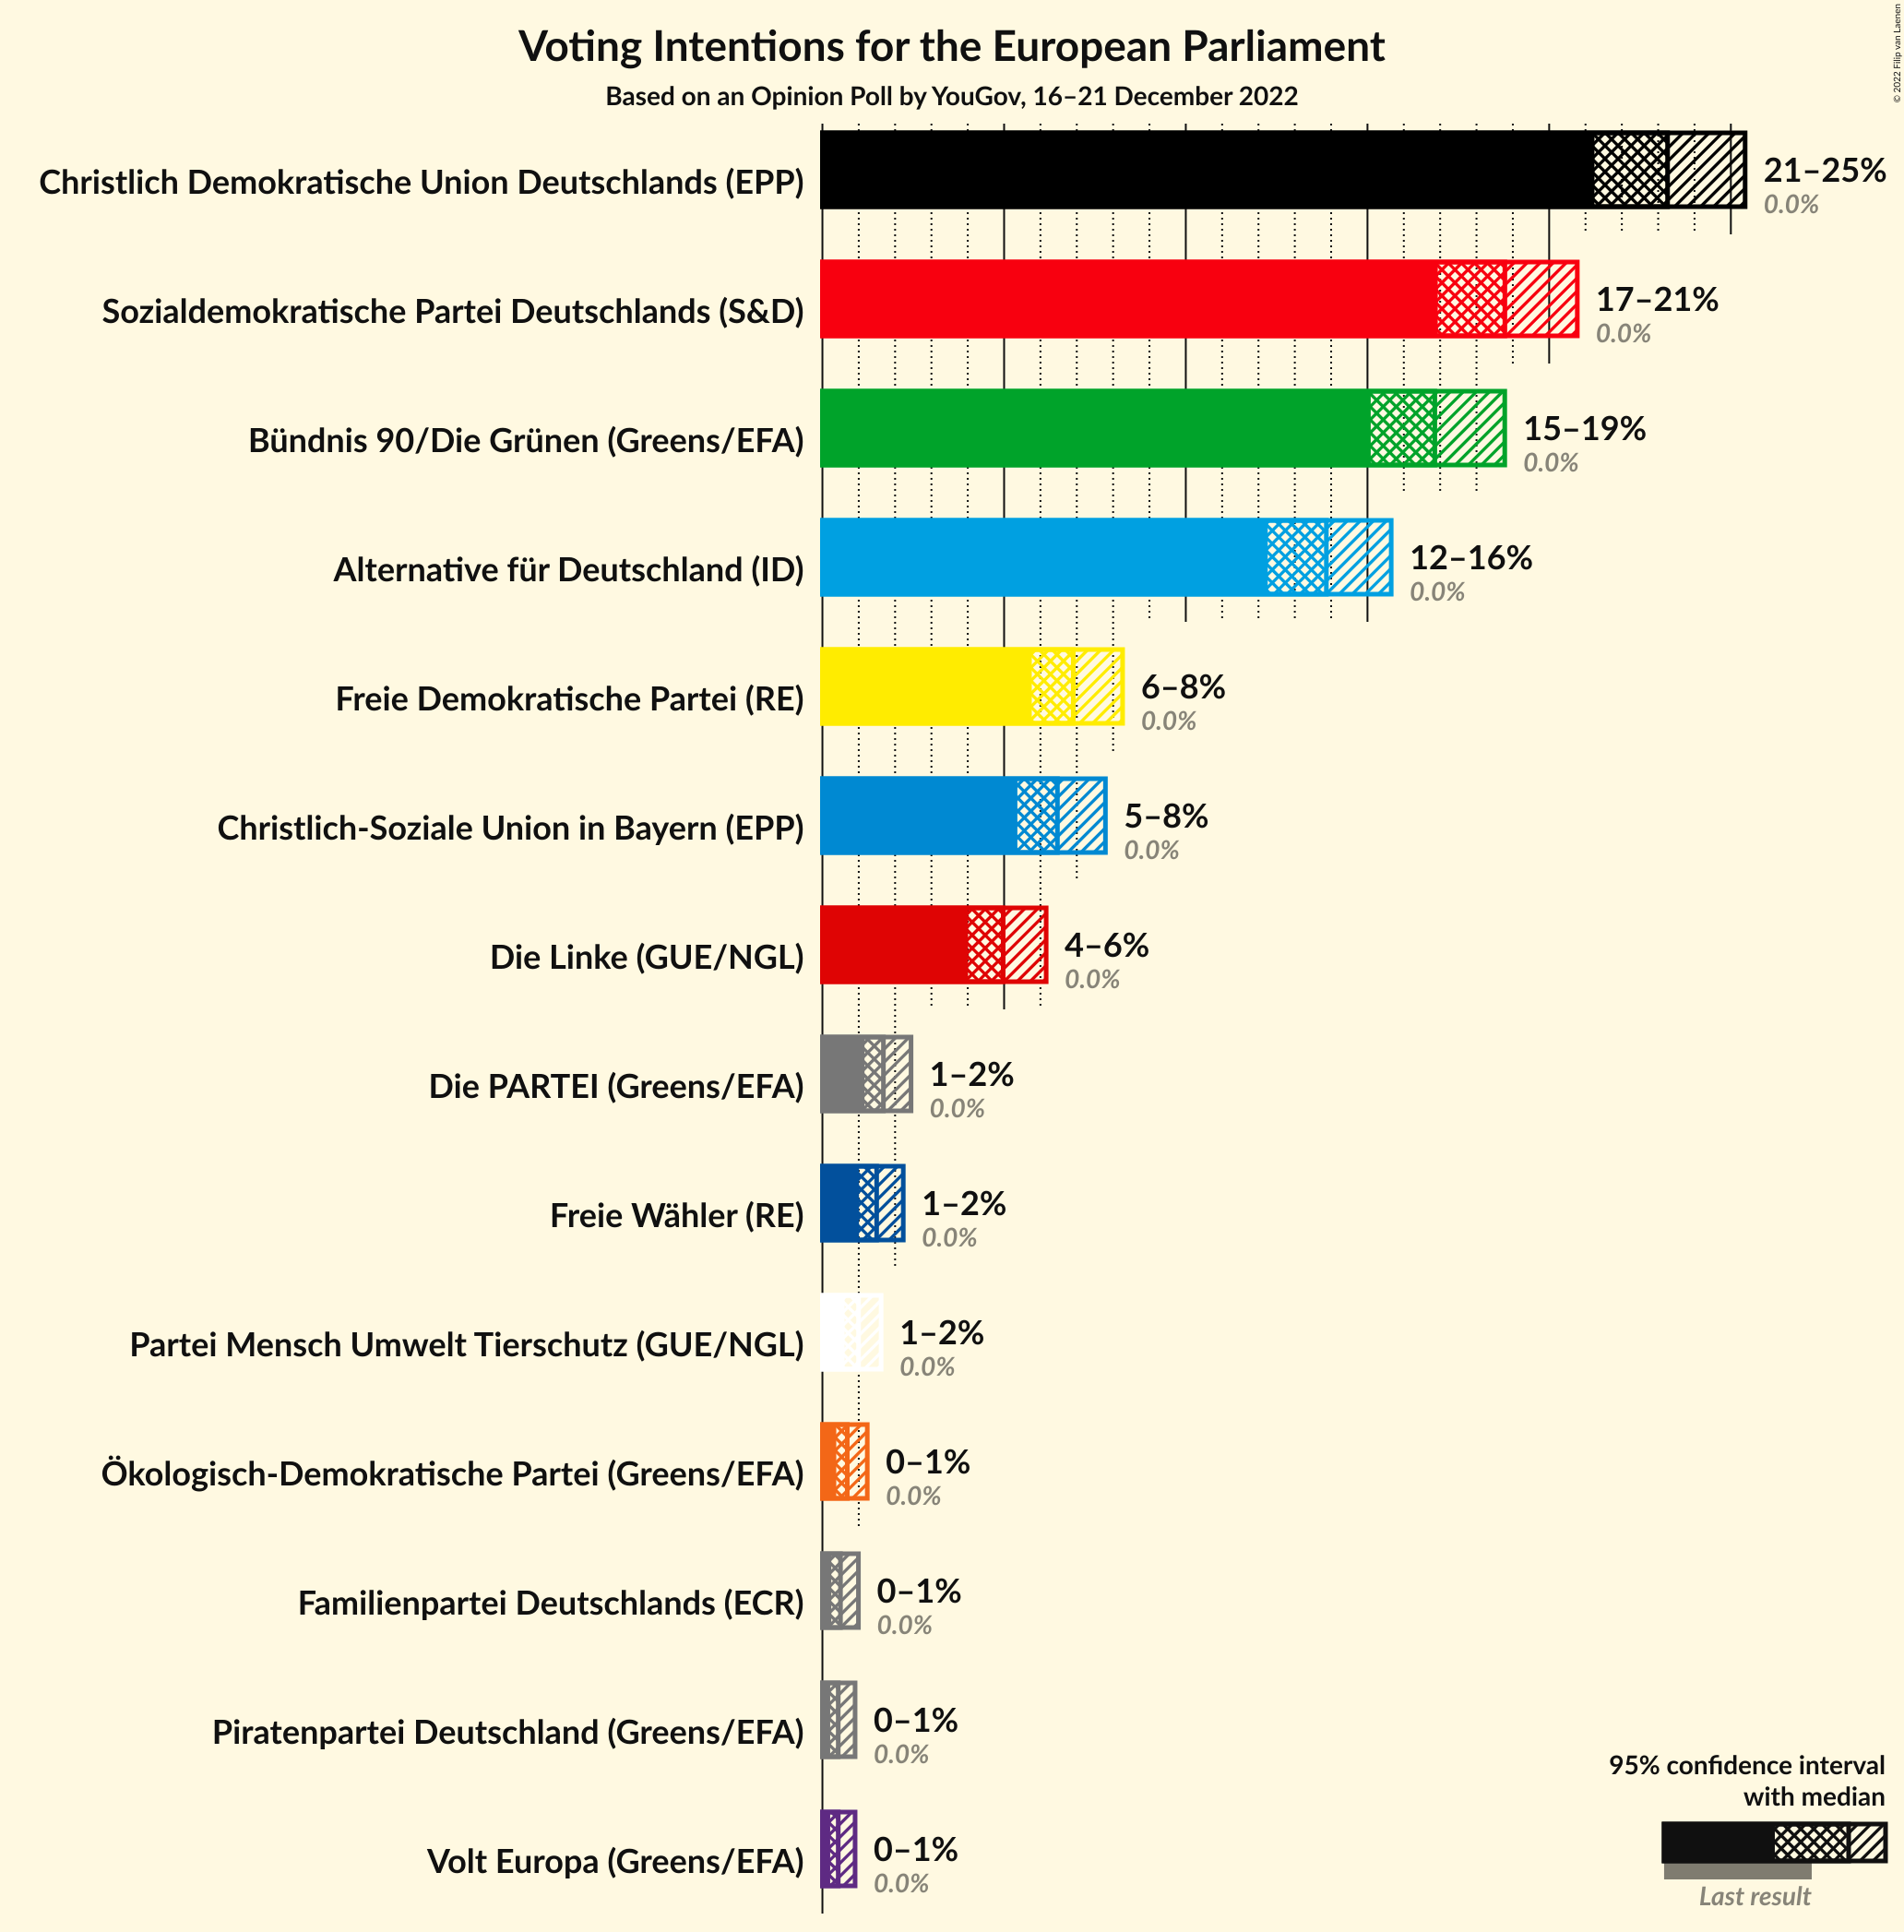 Voting Intentions for the European Parliament
Based on an Opinion Poll by YouGov, 16–21 December 2022
© 2022 Filip van Laenen
Christlich Demokratische Union Deutschlands (EPP)
21–25%
0.0%
Sozialdemokratische Partei Deutschlands (S&D)
17–21%
0.0%
Bündnis 90/Die Grünen (Greens/EFA)
15–19%
0.0%
Alternative für Deutschland (ID)
12–16%
0.0%
Freie Demokratische Partei (RE)
6–8%
0.0%
Christlich-Soziale Union in Bayern (EPP)
5–8%
0.0%
Die Linke (GUE/NGL)
4–6%
0.0%
Die PARTEI (Greens/EFA)
1–2%
0.0%
Freie Wähler (RE)
1–2%
0.0%
Partei Mensch Umwelt Tierschutz (GUE/NGL)
1–2%
0.0%
Ökologisch-Demokratische Partei (Greens/EFA)
0–1%
0.0%
Familienpartei Deutschlands (ECR)
0–1%
0.0%
Piratenpartei Deutschland (Greens/EFA)
0–1%
0.0%
Volt Europa (Greens/EFA)
0–1%
0.0%
95% confidence interval
with median
Last result